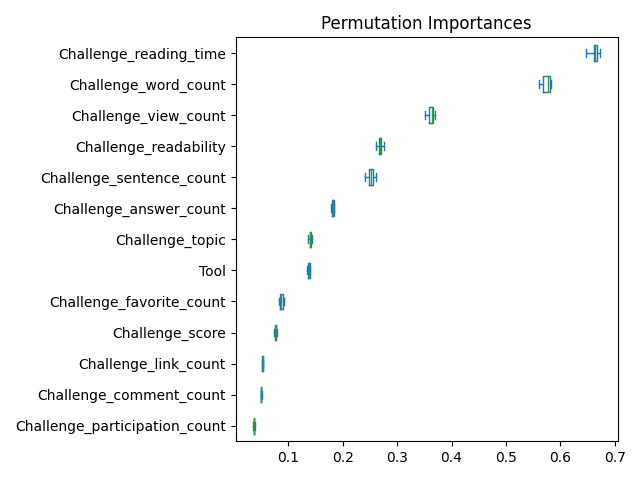 Permutation Importances
Challenge_reading_time
Challenge_word_count
Challenge_view_count
Challenge_readability
Challenge_sentence_count
Challenge_answer_count
Challenge_topic
Tool
Challenge_favorite_count
Challenge_score
Challenge_link_count
Challenge_comment_count
Challenge_participation_count
0.1 0.2 0.3 0.4 0.5 0.6 0.7